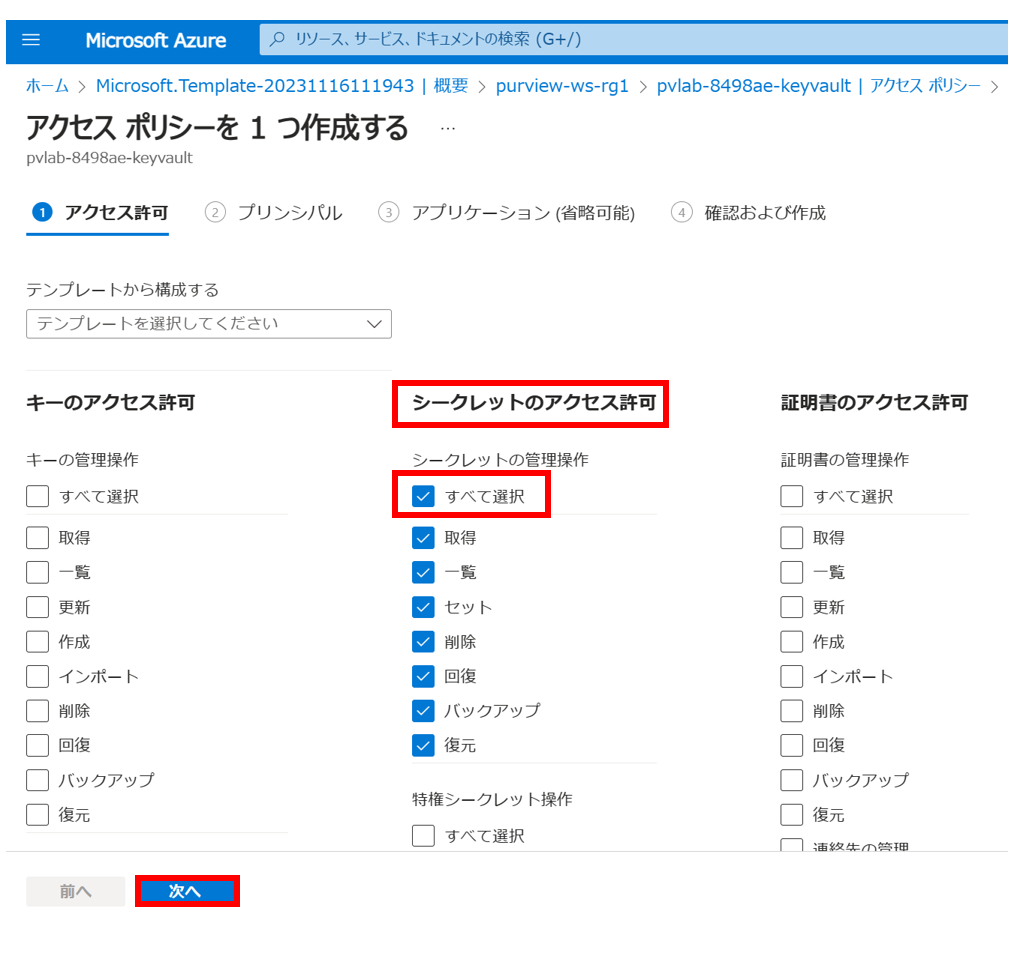 Microsoft Azure
リソース、サービス、ドキュメントの検索 (G+/)
ホーム > Microsoft.Template-20231116111943 | 概要 > purview-ws-rg1 > pvlab-8498ae-keyvault | アクセス ポリシー >
アクセス ポリシーを 1 つ作成する ...
pvlab-8498ae-keyvault
1 アクセス許可 2 プリンシパル 3 アプリケーション (省略可能) 4 確認および作成
テンプレートから構成する
テンプレートを選択してください
キーのアクセス許可
キーの管理操作
すべて選択
取得
一覧
更新
作成
インポート
削除
回復
バックアップ
復元
シークレットのアクセス許可
シークレットの管理操作
すべて選択
取得
一覧
セット
削除
回復
バックアップ
復元
特権シークレット操作
すべて選択
証明書のアクセス許可
証明書の管理操作
すべて選択
取得
一覧
更新
作成
インポート
削除
回復
バックアップ
復元
連絡先の管理
前へ 次へ